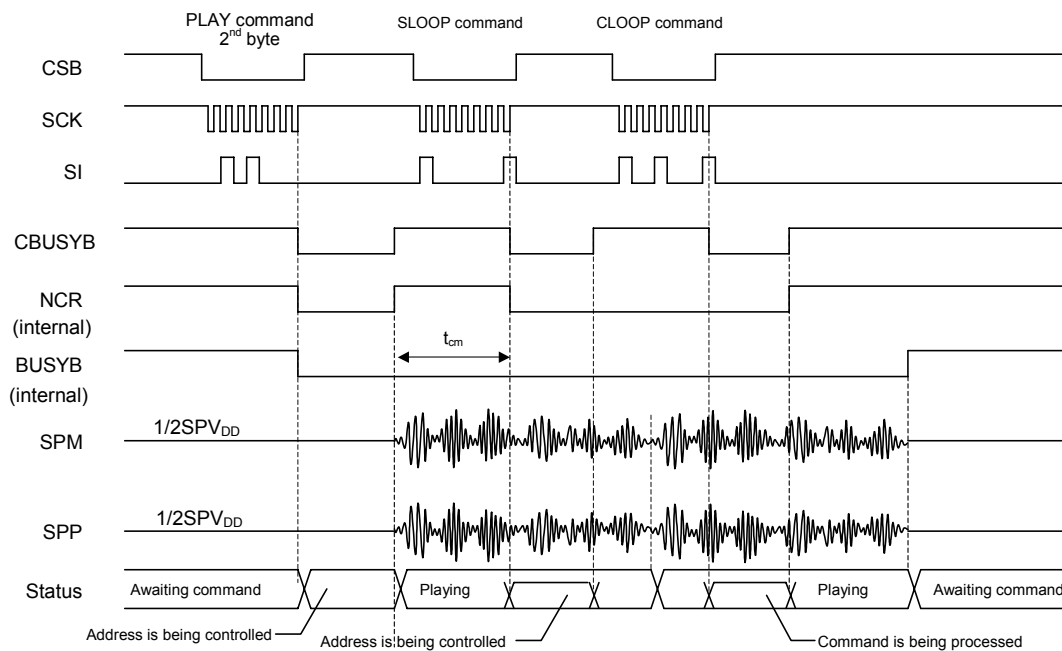 PLAY command
2nd byte
SLOOP command
CLOOP command
CSB
SCK
SI
CBUSYB
NCR
(internal)
tcm
BUSYB
(internal)
SPM
1/2SPVDD
SPP
1/2SPVDD
Status
Awaiting command
Playing
Playing
Awaiting command
Address is being controlled
Address is being controlled
Command is being processed